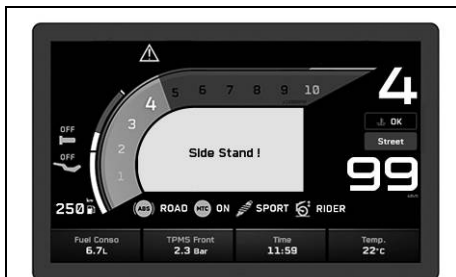 4
5 6 7 8 9 10
4
3
2
1
OFF
OFF
OK
Street
Side Stand !
99
250 km
ABS ROAD MTC ON SPORT RIDER
Fuel Conso
6.7L
TPMS Front
2.3 Bar
Time
11:59
Temp.
22°C